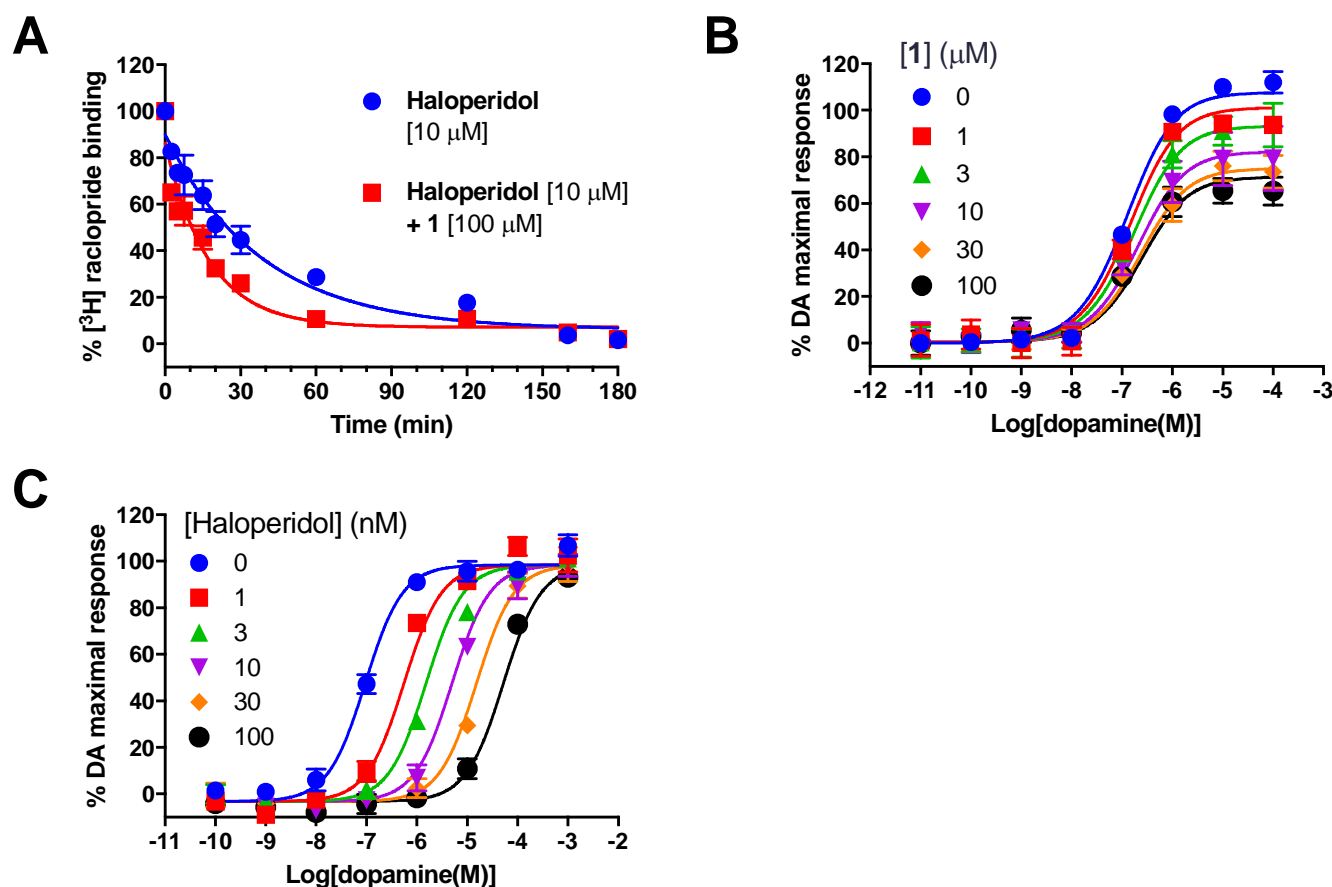 A
% [³H] raclopride binding
120
100
80
60
40
20
0
0 30 60 90 120 150 180
Time (min)
Haloperidol
[10 μM]
Haloperidol [10 μM]
+ 1 [100 μM]
B
% DA maximal response
120
100
80
60
40
20
0
[1] (μM)
0
1
3
10
30
100
-12 -11 -10 -9 -8 -7 -6 -5 -4 -3
Log[dopamine(M)]
C
% DA maximal response
120
100
80
60
40
20
0
[Haloperidol] (nM)
0
1
3
10
30
100
-11 -10 -9 -8 -7 -6 -5 -4 -3 -2
Log[dopamine(M)]